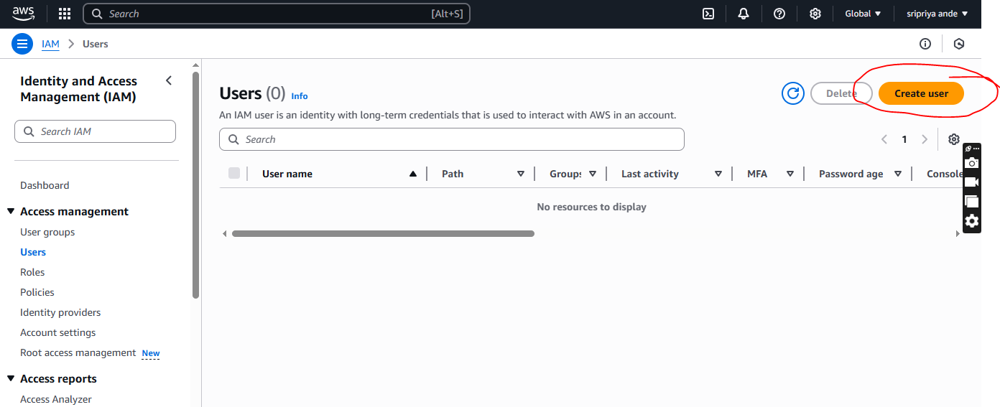 aws
Search [Alt+S]
Global
sripriya ande
IAM > Users
Identity and Access
Management (IAM)
Search IAM
Dashboard
Access management
User groups
Users
Roles
Policies
Identity providers
Account settings
Root access management New
Access reports
Access Analyzer
Users (0) Info
Delete
Create user
An IAM user is an identity with long-term credentials that is used to interact with AWS in an account.
Search
1
User name Path Groups Last activity MFA Password age Console
No resources to display